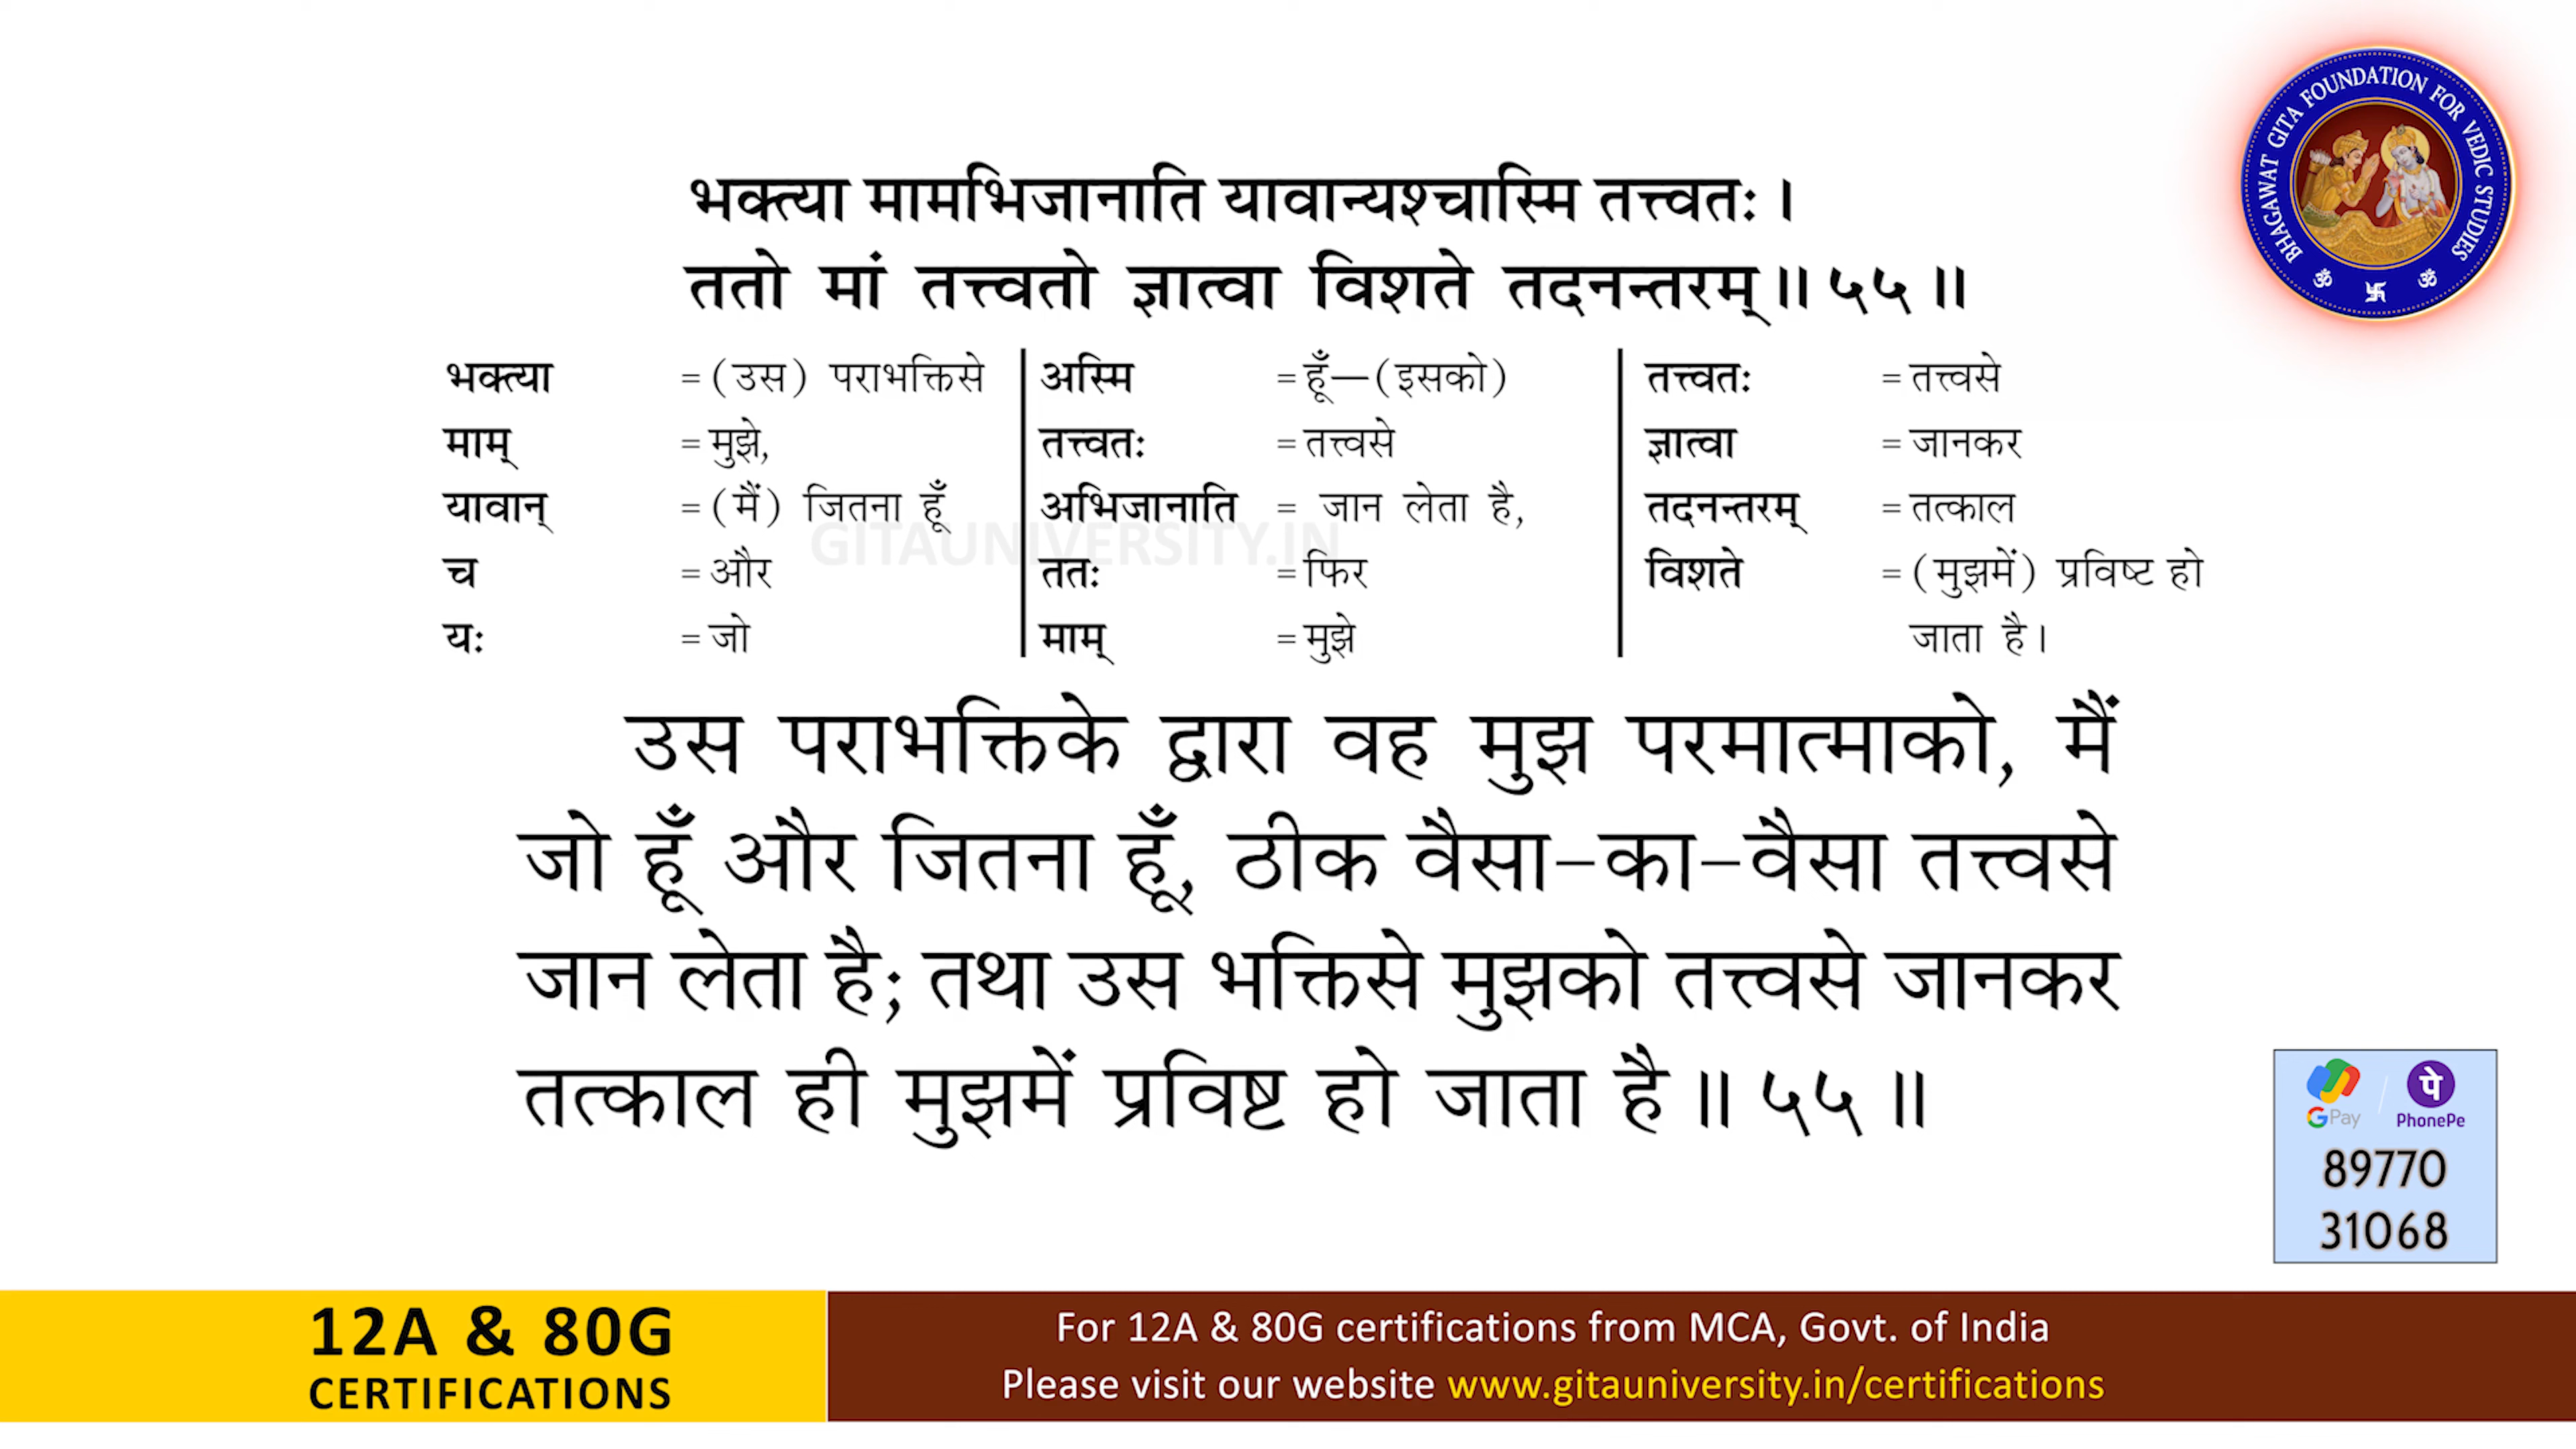 BHAGAWAT GITA FOUNDATION FOR VEDIC STUDIES
ॐ 卐 ॐ
भक्त्या मामभिजानाति यावान्यश्चास्मि तत्त्वतः ।
ततो मां तत्त्वतो ज्ञात्वा विशते तदनन्तरम् ॥ ५५ ॥
भक्त्या = (उस) पराभक्तिसे
माम् = मुझे,
यावान् = (मैं) जितना हूँ
च = और
यः = जो
अस्मि = हूँ—(इसको)
तत्त्वतः = तत्त्वसे
अभिजानाति = जान लेता है,
ततः = फिर
माम् = मुझे
तत्त्वतः = तत्त्वसे
ज्ञात्वा = जानकर
तदनन्तरम् = तत्काल
विशते = (मुझमें) प्रविष्ट हो
जाता है।
GITAUNIVERSITY.IN
उस पराभक्तिके द्वारा वह मुझ परमात्माको, मैं
जो हूँ और जितना हूँ, ठीक वैसा-का-वैसा तत्त्वसे
जान लेता है; तथा उस भक्तिसे मुझको तत्त्वसे जानकर
तत्काल ही मुझमें प्रविष्ट हो जाता है ॥ ५५ ॥
GPay पे PhonePe
89770
31068
12A & 80G
CERTIFICATIONS
For 12A & 80G certifications from MCA, Govt. of India
Please visit our website www.gitauniversity.in/certifications